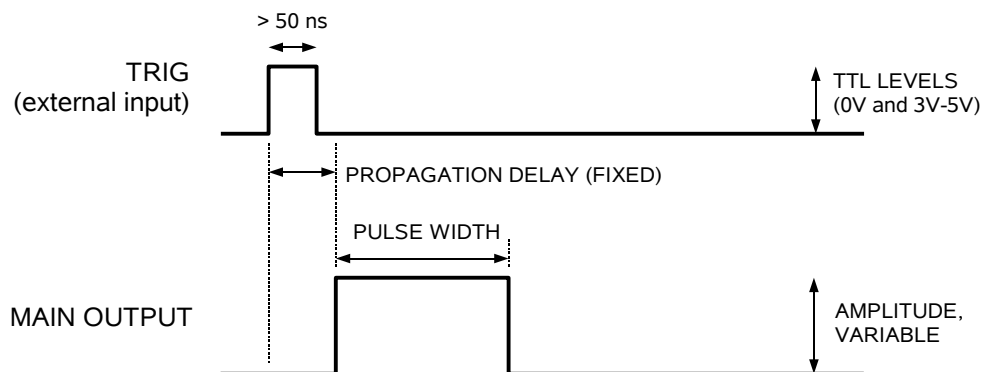 > 50 ns
TRIG
(external input)
TTL LEVELS
(0V and 3V-5V)
PROPAGATION DELAY (FIXED)
PULSE WIDTH
MAIN OUTPUT
AMPLITUDE,
VARIABLE